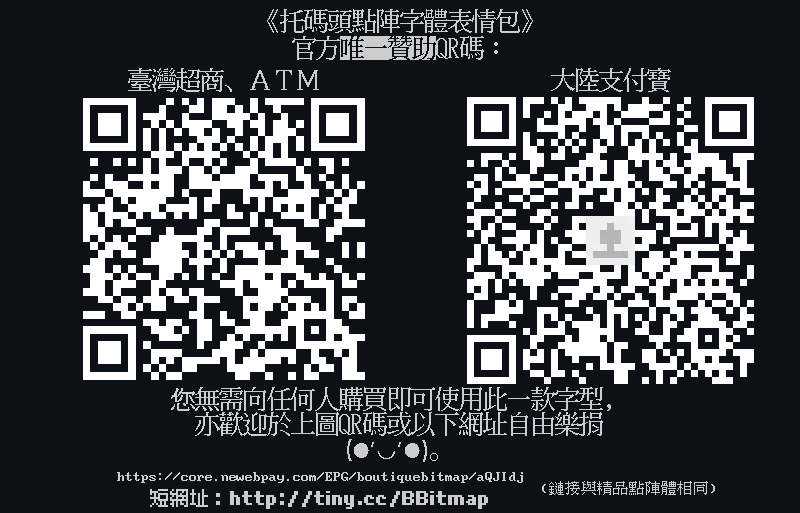 《托碼頭點陣字體表情包》
官方唯一贊助QR碼：
臺灣超商、ATM
大陸支付寶
您無需向任何人購買即可使用此一款字型，
亦歡迎於上圖QR碼或以下網址自由樂捐
(●′◡′●)。
https://core.newebpay.com/EPG/boutiquebitmap/aQJIdj
短網址：http://tiny.cc/BBitmap
(鏈接與精品點陣體相同)